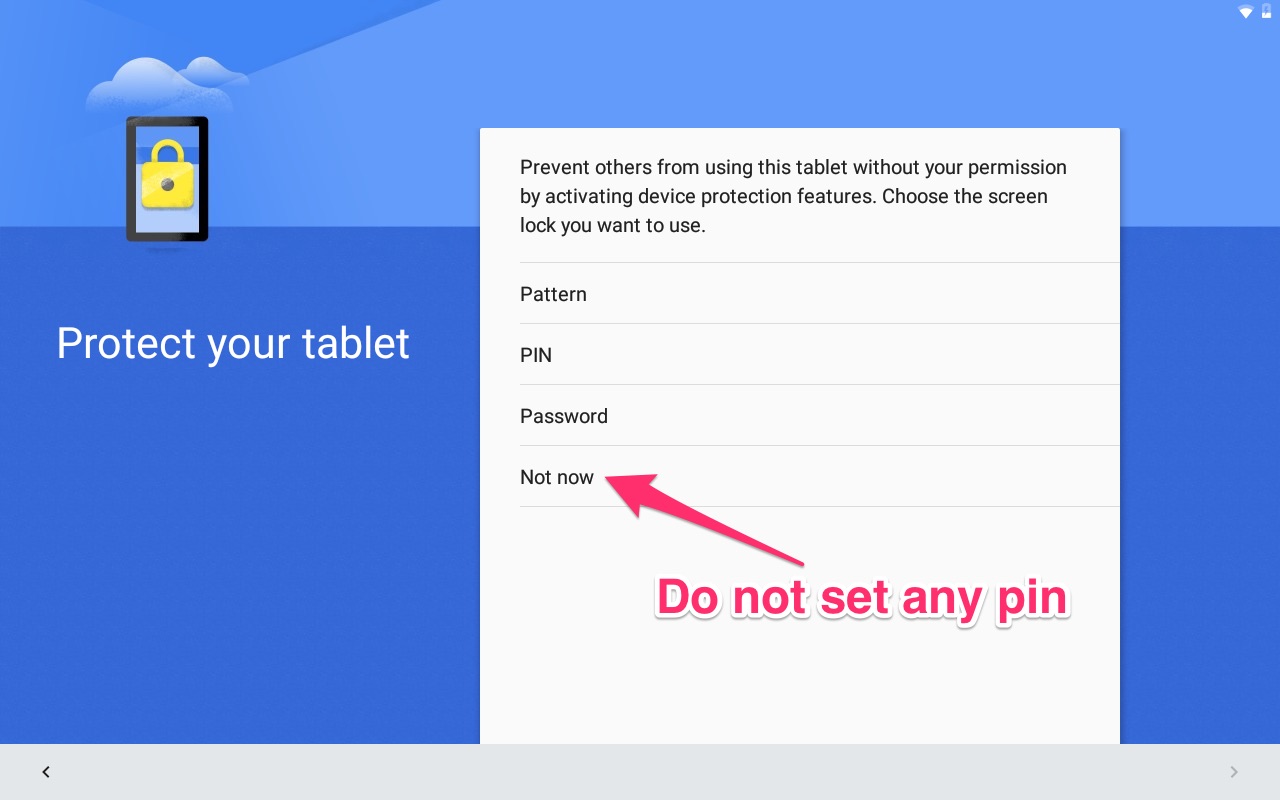 Protect your tablet
Prevent others from using this tablet without your permission
by activating device protection features. Choose the screen
lock you want to use.
Pattern
PIN
Password
Not now
Do not set any pin